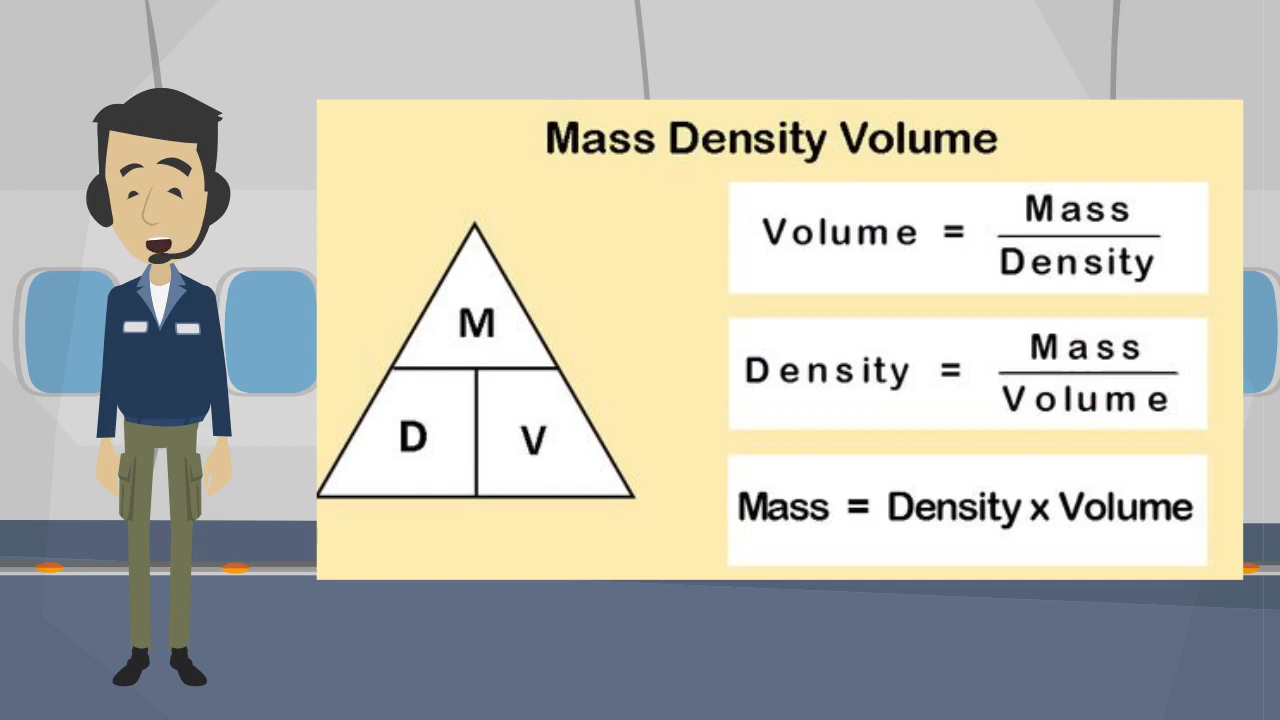 Mass Density Volume
M
D V
Volume = Mass
Density
Density = Mass
Volume
Mass = Density x Volume